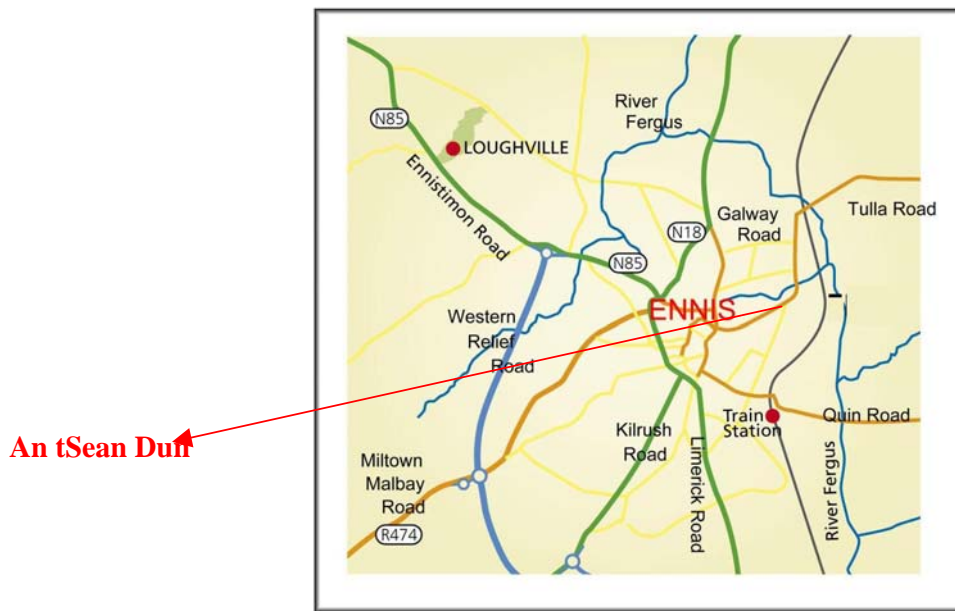 River
Fergus
N85
LOUGHVILLE
Ennistimon Road
Galway
Road
Tulla Road
N18
N85
ENNIS
Western
Relief
Road
An tSean Dun
Train
Station
Quin Road
Kilrush
Road
Limerick Road
Miltown
Malbay
Road
River Fergus
R474